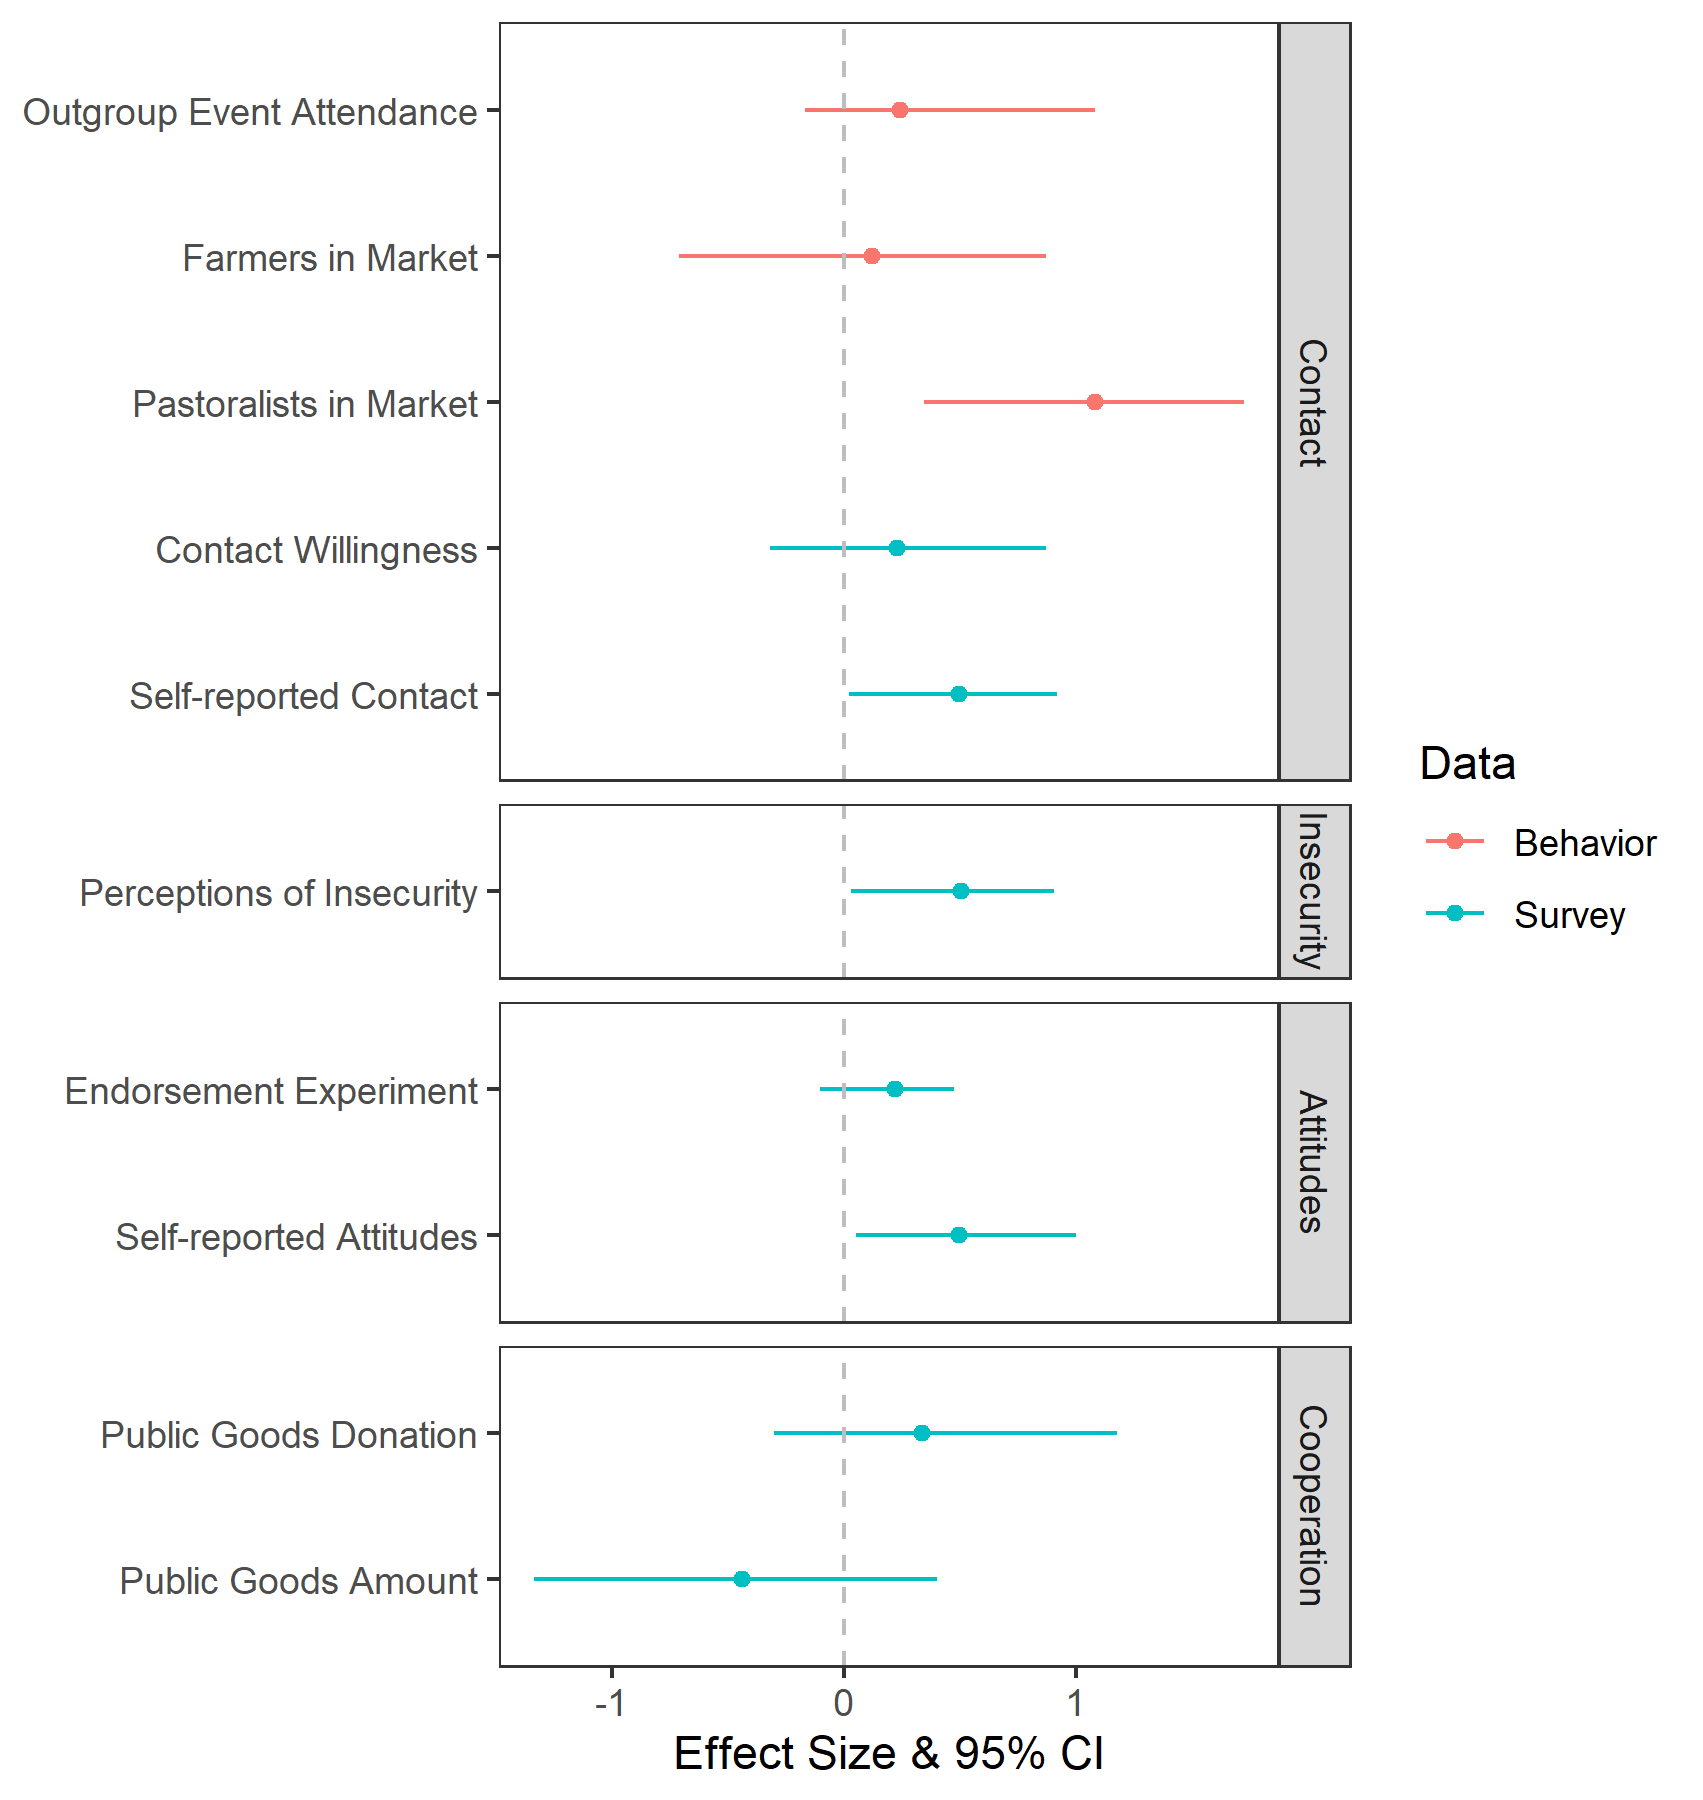 Outgroup Event Attendance
Farmers in Market
Pastoralists in Market
Contact Willingness
Self-reported Contact
Contact
Perceptions of Insecurity
Insecurity
Endorsement Experiment
Self-reported Attitudes
Attitudes
Public Goods Donation
Public Goods Amount
Cooperation
-1 0 1
Effect Size & 95% CI
Data
Behavior
Survey